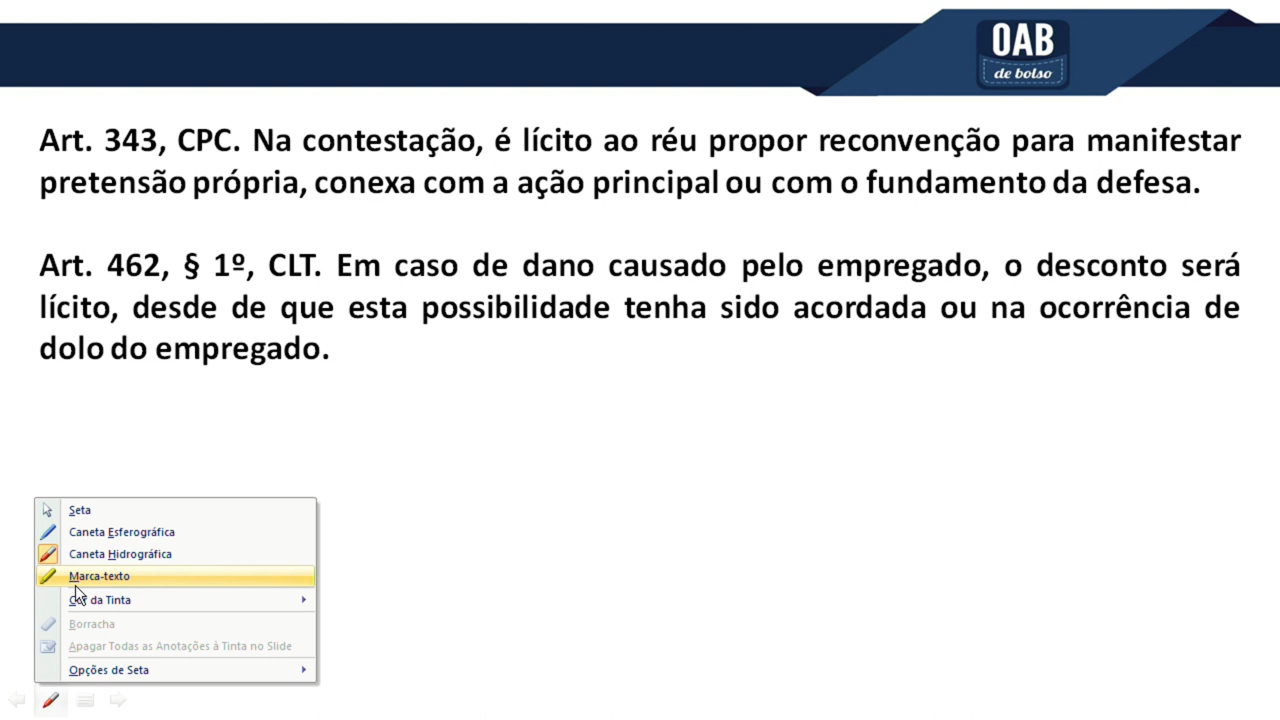 OAB
de bolso
Art. 343, CPC. Na contestação, é lícito ao réu propor reconvenção para manifestar
pretensão própria, conexa com a ação principal ou com o fundamento da defesa.
Art. 462, § 1º, CLT. Em caso de dano causado pelo empregado, o desconto será
lícito, desde de que esta possibilidade tenha sido acordada ou na ocorrência de
dolo do empregado.
Seta
Caneta Esferográfica
Caneta Hidrográfica
Marca-texto
Cor da Tinta
Borracha
Apagar Todas as Anotações à Tinta no Slide
Opções de Seta